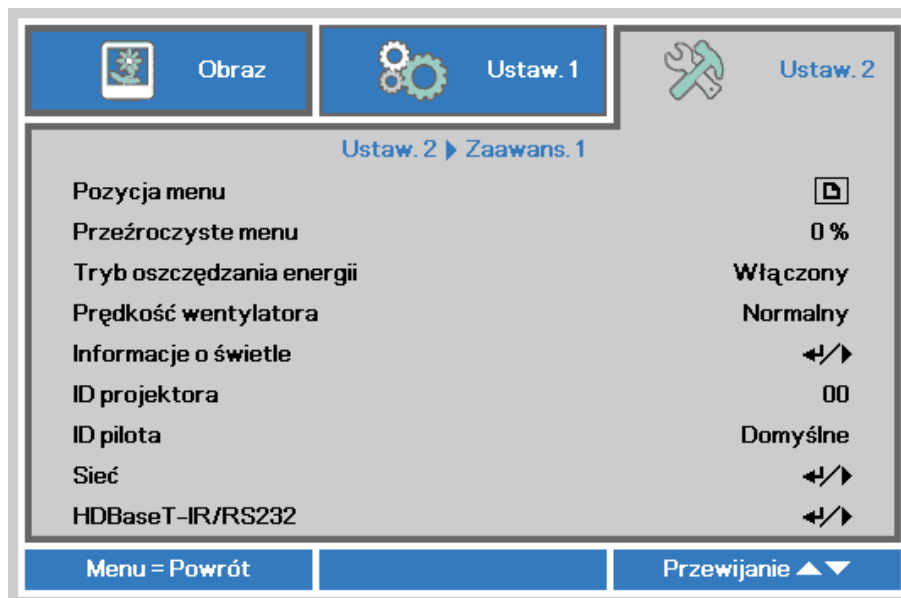 Obraz
Ustaw. 1
Ustaw. 2
Ustaw. 2 ▶ Zaawans. 1
Pozycja menu
Przeźroczyste menu 0 %
Tryb oszczędzania energii Włączony
Prędkość wentylatora Normalny
Informacje o świetle ↵/▶
ID projektora 00
ID pilota Domyślne
Sieć ↵/▶
HDBaseT-IR/RS232 ↵/▶
Menu = Powrót
Przewijanie ▲▼